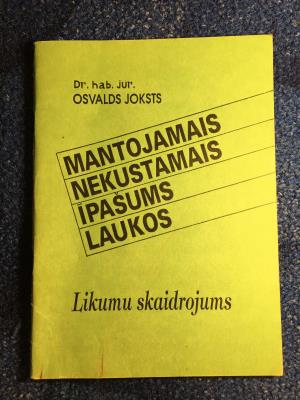 Dr. hab. jur.
OSVALDS JOKSTS
MANTOJAMAIS
NEKUSTAMAIS
ĪPAŠUMS
LAUKOS
Likumu skaidrojums